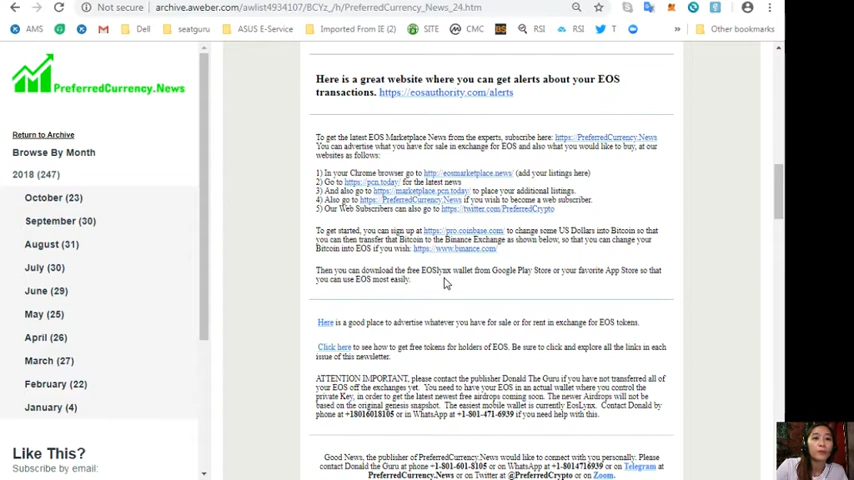 Not secure | archive.aweber.com/awlist4934107/BCYz_/h/PreferredCurrency_News_24.htm
AMS Dell seatguru ASUS E-Service Imported From IE (2) SITE CMC RSI RSI T Other bookmarks
PreferredCurrency.News
Return to Archive
Browse By Month
2018 (247)
October (23)
September (30)
August (31)
July (30)
June (29)
May (25)
April (26)
March (27)
February (22)
January (4)
Like This?
Subscribe by email:
Here is a great website where you can get alerts about your EOS
transactions. https://eosauthority.com/alerts
To get the latest EOS Marketplace News from the experts, subscribe here: https://PreferredCurrency.News
You can advertise what you have for sale in exchange for EOS and also what you would like to buy, at our
websites as follows:
1) In your Chrome browser go to http://eosmarketplace.news/ (add your listings here)
2) Go to https://pcn.today/ for the latest news
3) And also go to https://marketplace.pcn.today/ to place your additional listings.
4) Also go to https://PreferredCurrency.News if you wish to become a web subscriber.
5) Our Web Subscribers can also go to https://twitter.com/PreferredCrypto
To get started, you can sign up at https://pro.coinbase.com/ to change some US Dollars into Bitcoin so that
you can then transfer that Bitcoin to the Binance Exchange as shown below, so that you can change your
Bitcoin into EOS if you wish: https://www.binance.com/
Then you can download the free EOSlynx wallet from Google Play Store or your favorite App Store so that
you can use EOS most easily.
Here is a good place to advertise whatever you have for sale or for rent in exchange for EOS tokens.
Click here to see how to get free tokens for holders of EOS. Be sure to click and explore all the links in each
issue of this newsletter.
ATTENTION IMPORTANT, please contact the publisher Donald The Guru if you have not transferred all of
your EOS off the exchanges yet. You need to have your EOS in an actual wallet where you control the
private Key, in order to get the latest newest free airdrops coming soon. The newer Airdrops will not be
based on the original genesis snapshot. The easiest mobile wallet is currently EosLynx. Contact Donald by
phone at +18016018105 or in WhatsApp at +1-801-471-6939 if you need help with this.
Good News, the publisher of PreferredCurrency.News would like to connect with you personally. Please
contact Donald the Guru at phone +1-801-601-8105 or on WhatsApp at +1-8014716939 or on Telegram at
PreferredCurrency.News or on Twitter at @PreferredCrypto or on Zoom.